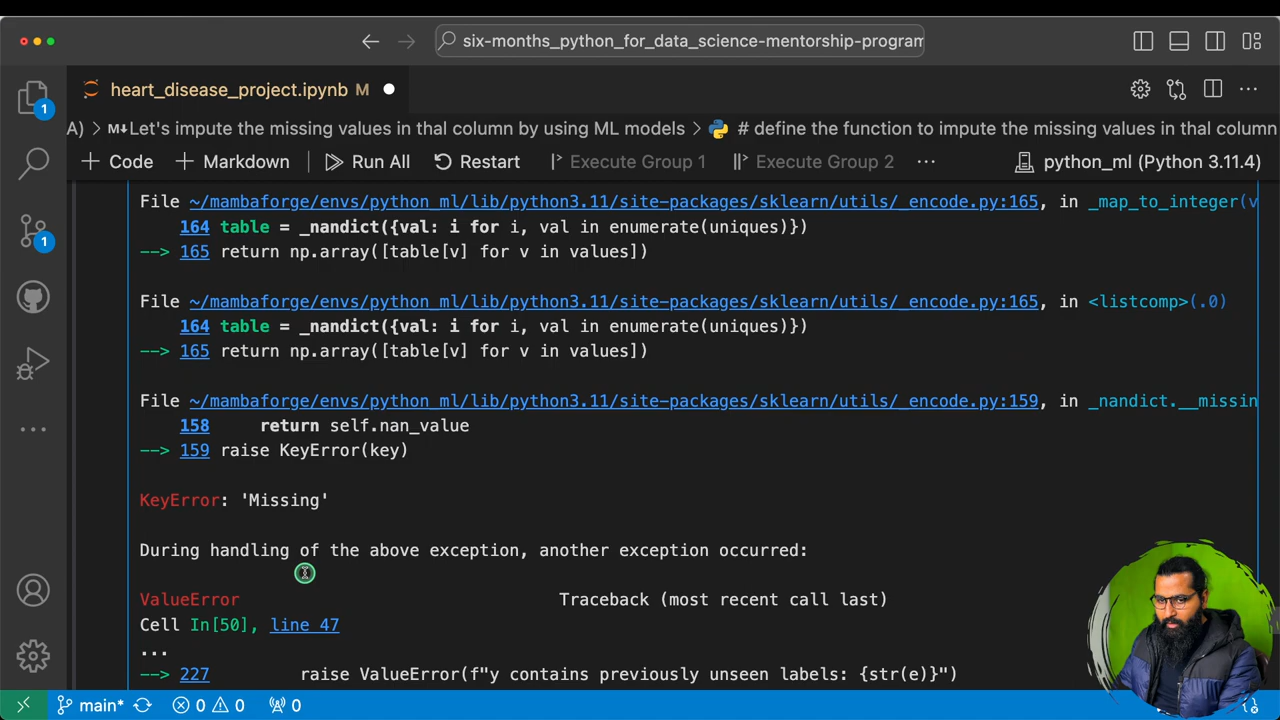 six-months_python_for_data_science-mentorship-program
1
heart_disease_project.ipynb M
A) > M↓Let's impute the missing values in thal column by using ML models > # define the function to impute the missing values in thal column
+ Code + Markdown Run All Restart Execute Group 1 Execute Group 2 ... python_ml (Python 3.11.4)
File ~/mambaforge/envs/python_ml/lib/python3.11/site-packages/sklearn/utils/_encode.py:165, in _map_to_integer(v
164 table = _nandict({val: i for i, val in enumerate(uniques)})
--> 165 return np.array([table[v] for v in values])
1
File ~/mambaforge/envs/python_ml/lib/python3.11/site-packages/sklearn/utils/_encode.py:165, in <listcomp>(.0)
164 table = _nandict({val: i for i, val in enumerate(uniques)})
--> 165 return np.array([table[v] for v in values])
File ~/mambaforge/envs/python_ml/lib/python3.11/site-packages/sklearn/utils/_encode.py:159, in _nandict.__missin
158 return self.nan_value
--> 159 raise KeyError(key)
KeyError: 'Missing'
During handling of the above exception, another exception occurred:
ValueError Traceback (most recent call last)
Cell In[50], line 47
...
--> 227 raise ValueError(f"y contains previously unseen labels: {str(e)}")
main* 0 0 0